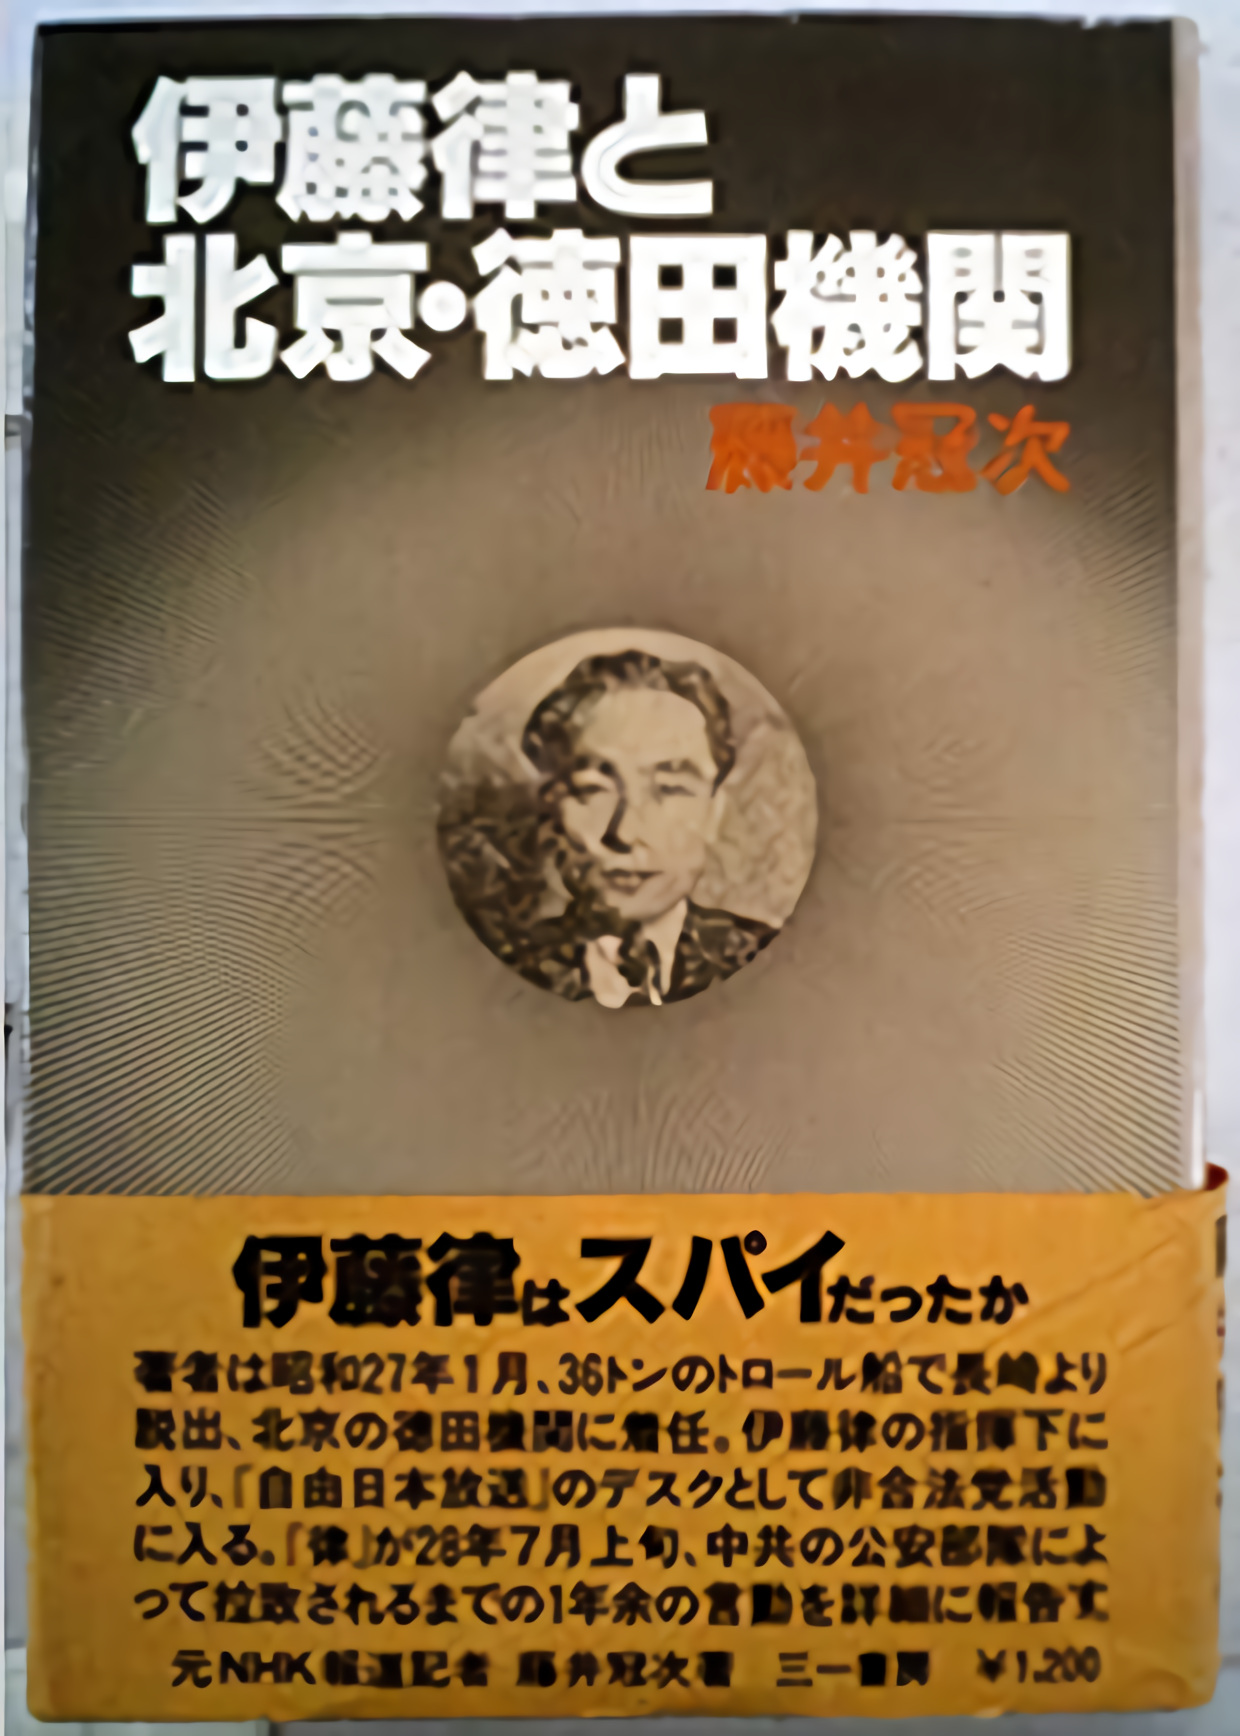 伊藤律と
北京・徳田機関
藤井冠次
伊藤律はスパイだったか
著者は昭和27年1月、36トンのトロール船で長崎より
脱出、北京の徳田機関に着任。伊藤律の指揮下に
入り、「自由日本放送」のデスクとして非合法党活動
に入る。「律」が28年7月上旬、中共の公安部隊によ
って拉致されるまでの1年余の言動を詳細に報告す
元NHK報道記者 藤井冠次著 三一書房 ¥1,200